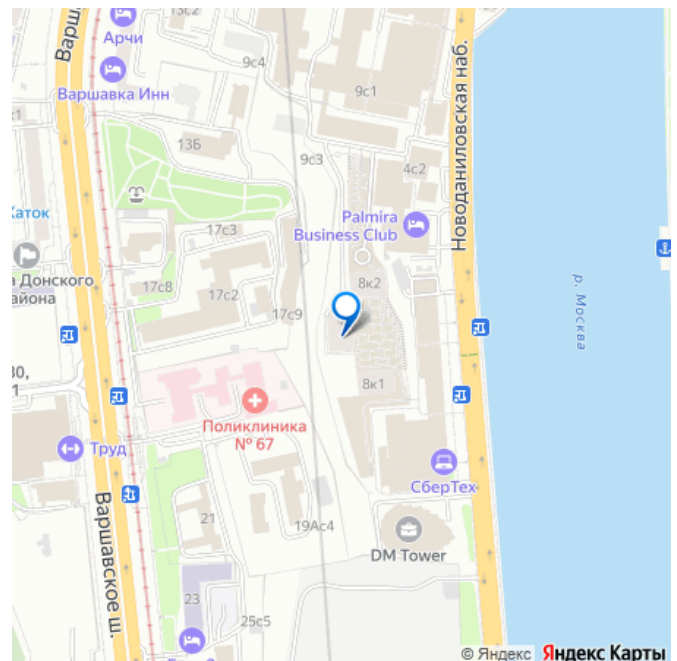 Варш
Арчи
9с4
Варшавка Инн
9с1
13Б
9с3
4с2
Новоданиловская наб.
Каток
17с3
Palmira
Business Club
а Донского
района
17с8
17с2
8к2
17с9
р. Москва
30,
1
8к1
Поликлиника
№ 67
Труд
СберТех
Варшавское ш.
21
19Ас4
DM Tower
23
25с5
© Яндекс Яндекс Карты